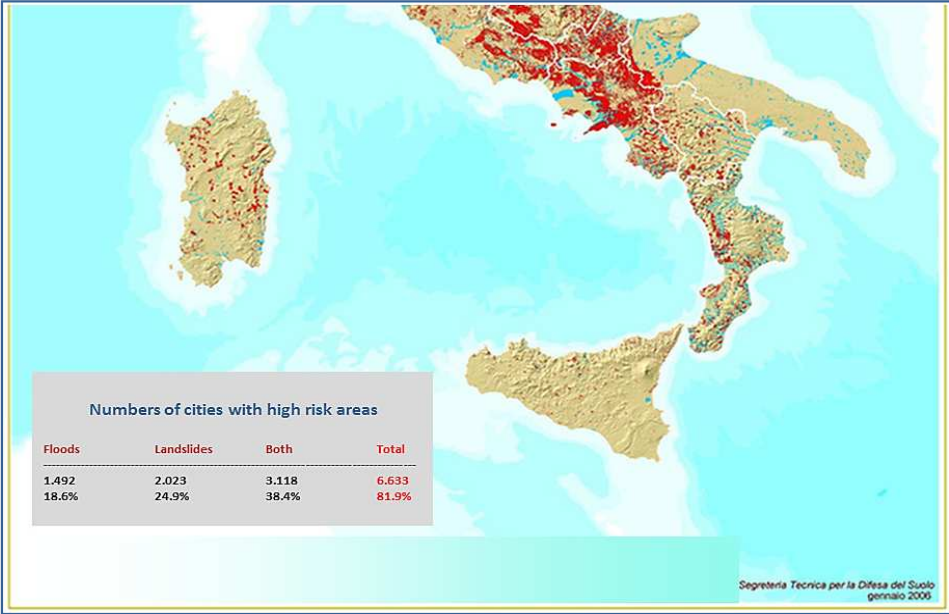 Numbers of cities with high risk areas
Floods Landslides Both Total
1.492 2.023 3.118 6.633
18.6% 24.9% 38.4% 81.9%
Segreteria Tecnica per la Difesa del Suolo
gennaio 2006